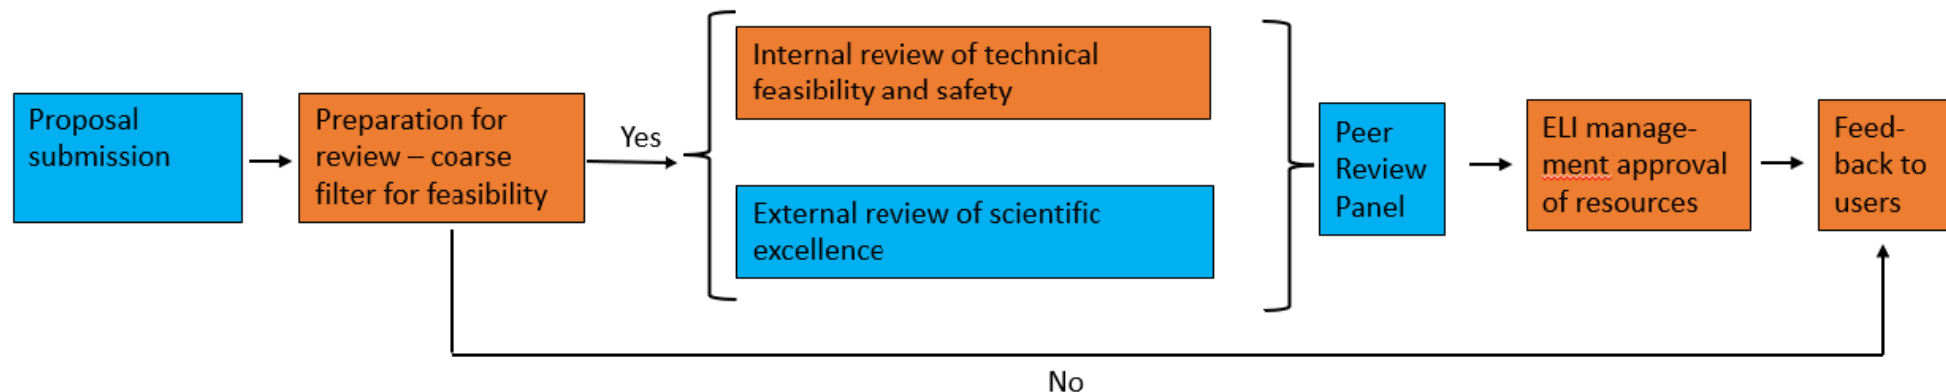 Proposal
submission
Preparation for
review – coarse
filter for feasibility
Yes
Internal review of technical
feasibility and safety
External review of scientific
excellence
Peer
Review
Panel
ELI manage-
ment approval
of resources
Feed-
back to
users
No